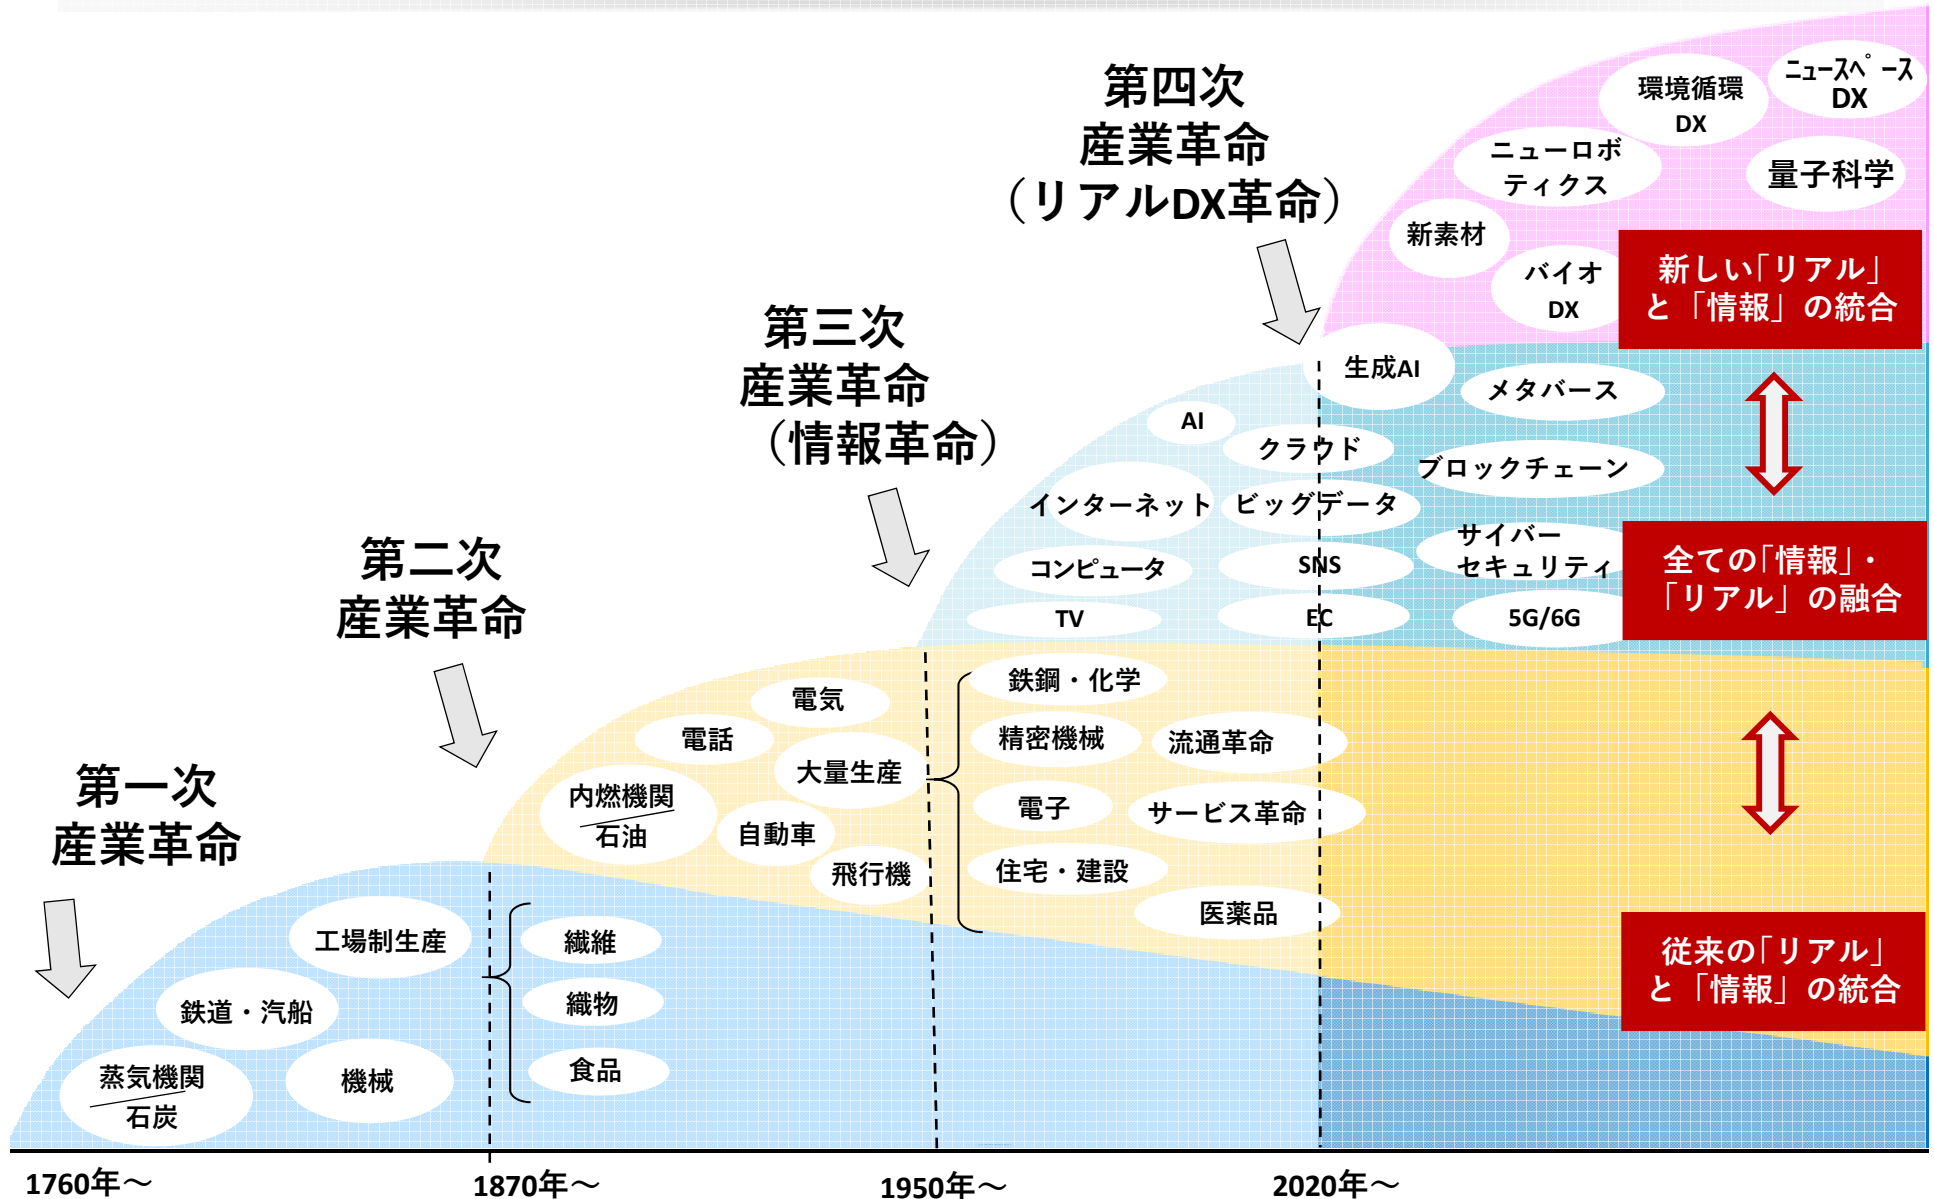 第四次
産業革命
（リアルDX革命）
ニュースペース
DX
環境循環
DX
ニューロボ
ティクス
量子科学
新素材
バイオ
DX
新しい「リアル」
と「情報」の統合
第三次
産業革命
（情報革命）
生成AI
メタバース
AI
クラウド
ブロックチェーン
インターネット
ビッグデータ
サイバー
セキュリティ
コンピュータ
SNS
TV
EC
5G/6G
全ての「情報」・
「リアル」の融合
第二次
産業革命
電気
電話
大量生産
内燃機関
石油
自動車
飛行機
鉄鋼・化学
精密機械
流通革命
電子
サービス革命
住宅・建設
医薬品
従来の「リアル」
と「情報」の統合
第一次
産業革命
工場制生産
鉄道・汽船
蒸気機関
石炭
機械
繊維
織物
食品
1760年～
1870年～
1950年～
2020年～